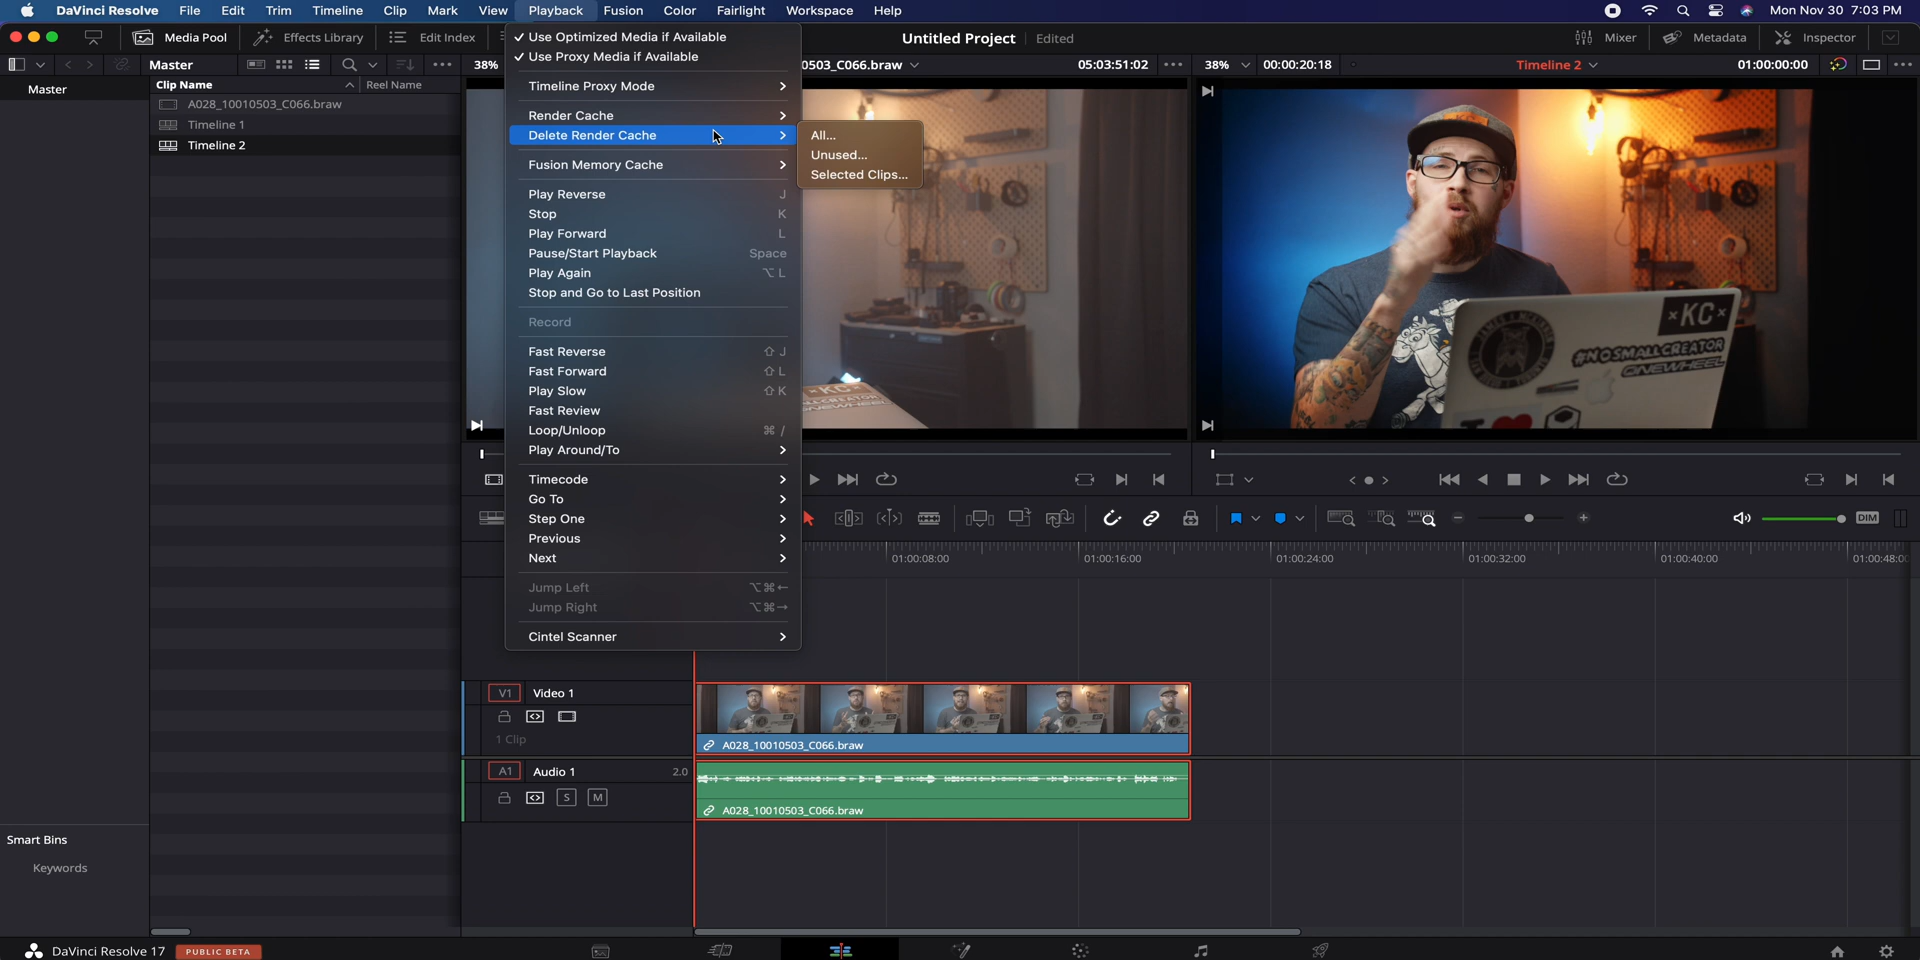 DaVinci Resolve File Edit Trim Timeline Clip Mark View Playback Fusion Color Fairlight Workspace Help Mon Nov 30 7:03 PM
Media Pool Effects Library Edit Index Untitled Project Edited Mixer Metadata Inspector
Master 38% 0503_C066.braw 05:03:51:02 38% 00:00:20:18 Timeline 2 01:00:00:00
Clip Name Reel Name
Master
A028_10010503_C066.braw
Timeline 1
Timeline 2
Smart Bins
Keywords
Use Optimized Media if Available
Use Proxy Media if Available
Timeline Proxy Mode
Render Cache
Delete Render Cache
Fusion Memory Cache
Play Reverse J
Stop K
Play Forward L
Pause/Start Playback Space
Play Again ⌥ L
Stop and Go to Last Position
Record
Fast Reverse ⇧ J
Fast Forward ⇧ L
Play Slow ⇧ K
Fast Review
Loop/Unloop ⌘ /
Play Around/To
Timecode
Go To
Step One
Previous
Next
Jump Left ⌥⌘←
Jump Right ⌥⌘→
Cintel Scanner
All...
Unused...
Selected Clips...
×KC×
#NOSMALLCREATOR
ONEWHEEL
DIM
01:00:08:00 01:00:16:00 01:00:24:00 01:00:32:00 01:00:40:00 01:00:48:0
V1 Video 1
1 Clip
A028_10010503_C066.braw
A1 Audio 1 2.0
S M
A028_10010503_C066.braw
DaVinci Resolve 17 PUBLIC BETA